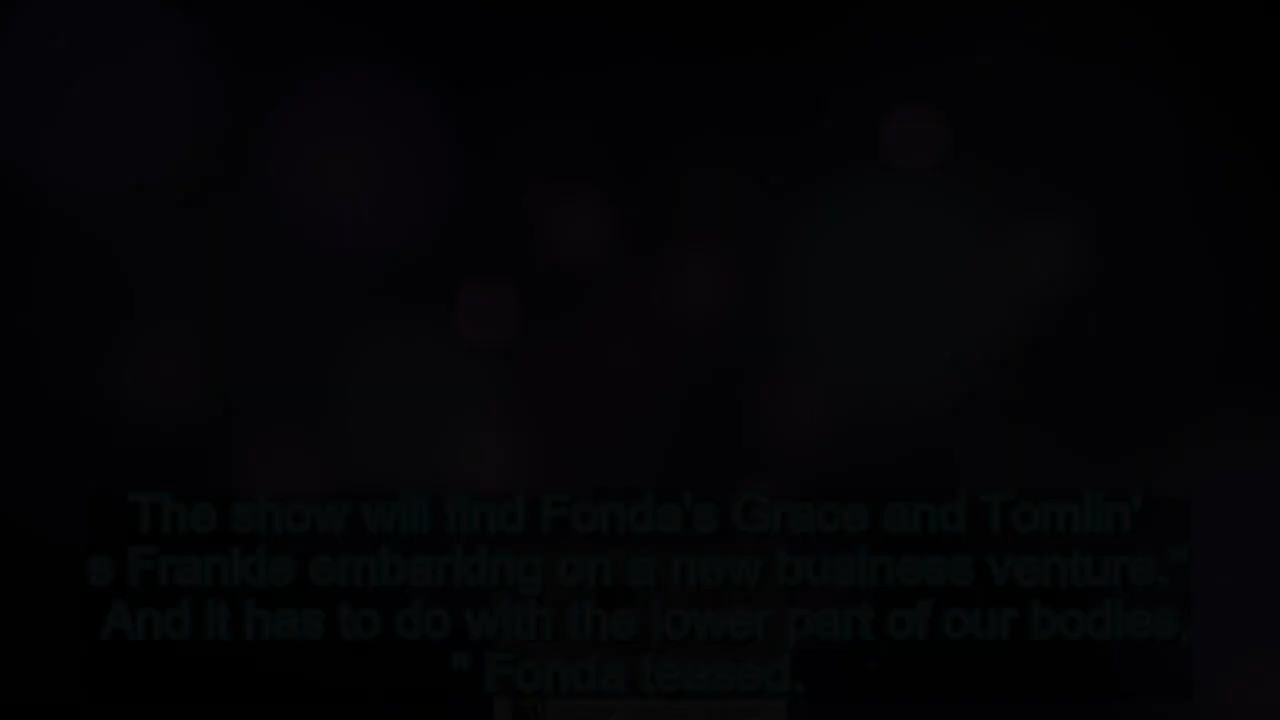 The show will find Fonda's Grace and Tomlin'
s Frankie embarking on a new business venture."
And it has to do with the lower part of our bodies,
" Fonda teased.